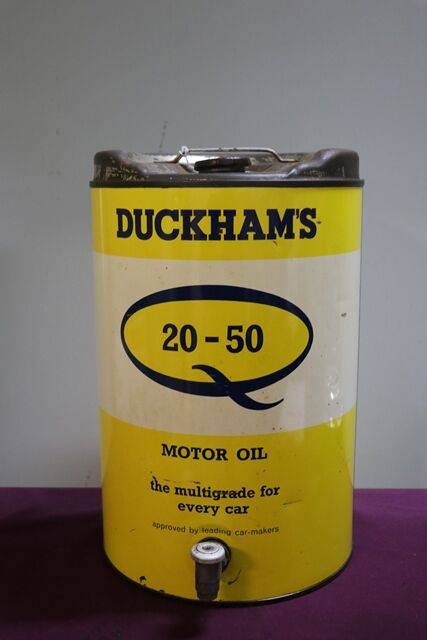 DUCKHAM'S
20-50
MOTOR OIL
the multigrade for
every car
approved by leading car-makers